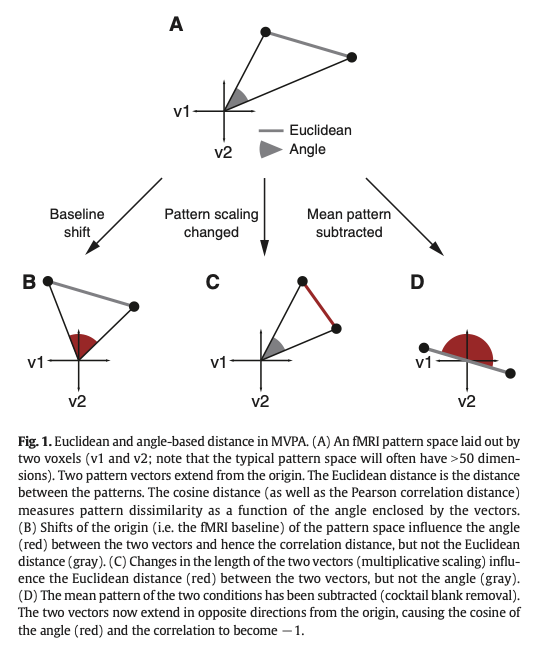 A
v1
v2
Euclidean
Angle
Baseline
shift
Pattern scaling
changed
Mean pattern
subtracted
B
v1
v2
C
v1
v2
D
v1
v2
Fig. 1. Euclidean and angle-based distance in MVPA. (A) An fMRI pattern space laid out by
two voxels (v1 and v2; note that the typical pattern space will often have >50 dimen-
sions). Two pattern vectors extend from the origin. The Euclidean distance is the distance
between the patterns. The cosine distance (as well as the Pearson correlation distance)
measures pattern dissimilarity as a function of the angle enclosed by the vectors.
(B) Shifts of the origin (i.e. the fMRI baseline) of the pattern space influence the angle
(red) between the two vectors and hence the correlation distance, but not the Euclidean
distance (gray). (C) Changes in the length of the two vectors (multiplicative scaling) influ-
ence the Euclidean distance (red) between the two vectors, but not the angle (gray).
(D) The mean pattern of the two conditions has been subtracted (cocktail blank removal).
The two vectors now extend in opposite directions from the origin, causing the cosine of
the angle (red) and the correlation to become −1.